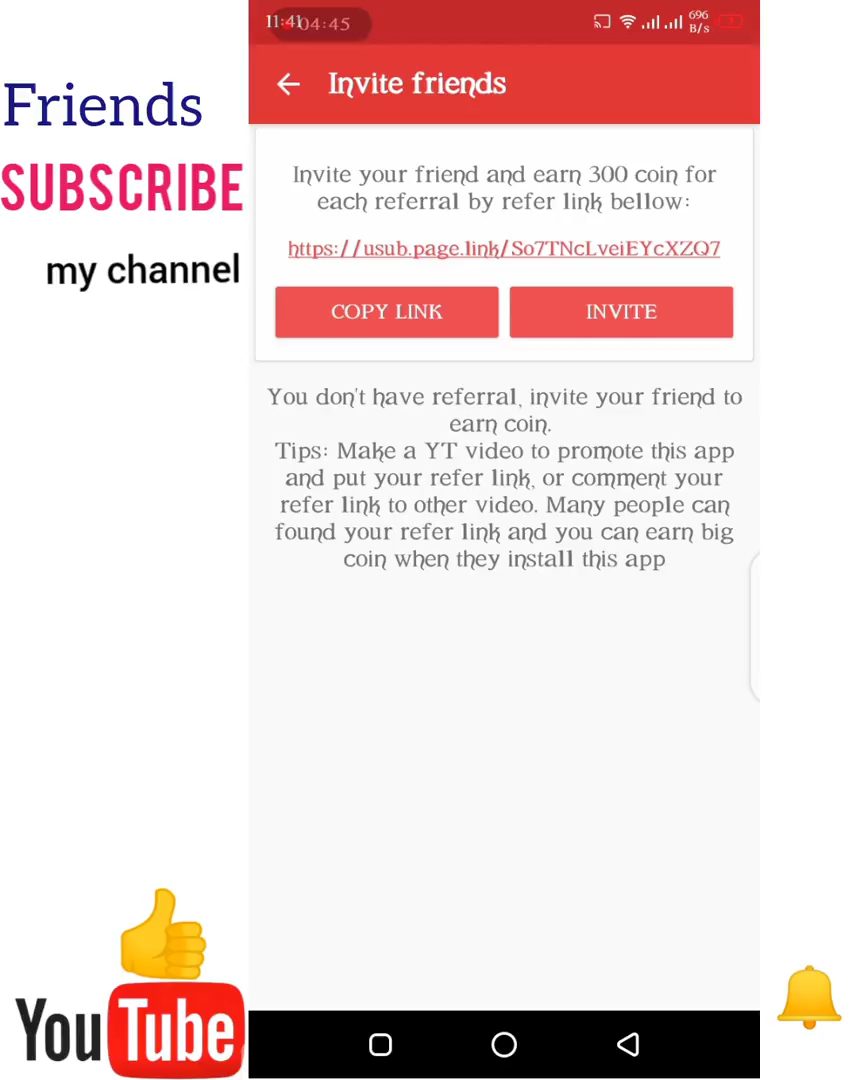 Friends
SUBSCRIBE
my channel
11:41
04:45
696
B/s
Invite friends
Invite your friend and earn 300 coin for
each referral by refer link bellow:
https://usub.page.link/So7TNcLveiEYcXZQ7
COPY LINK
INVITE
You don't have referral, invite your friend to
earn coin.
Tips: Make a YT video to promote this app
and put your refer link, or comment your
refer link to other video. Many people can
found your refer link and you can earn big
coin when they install this app
YouTube